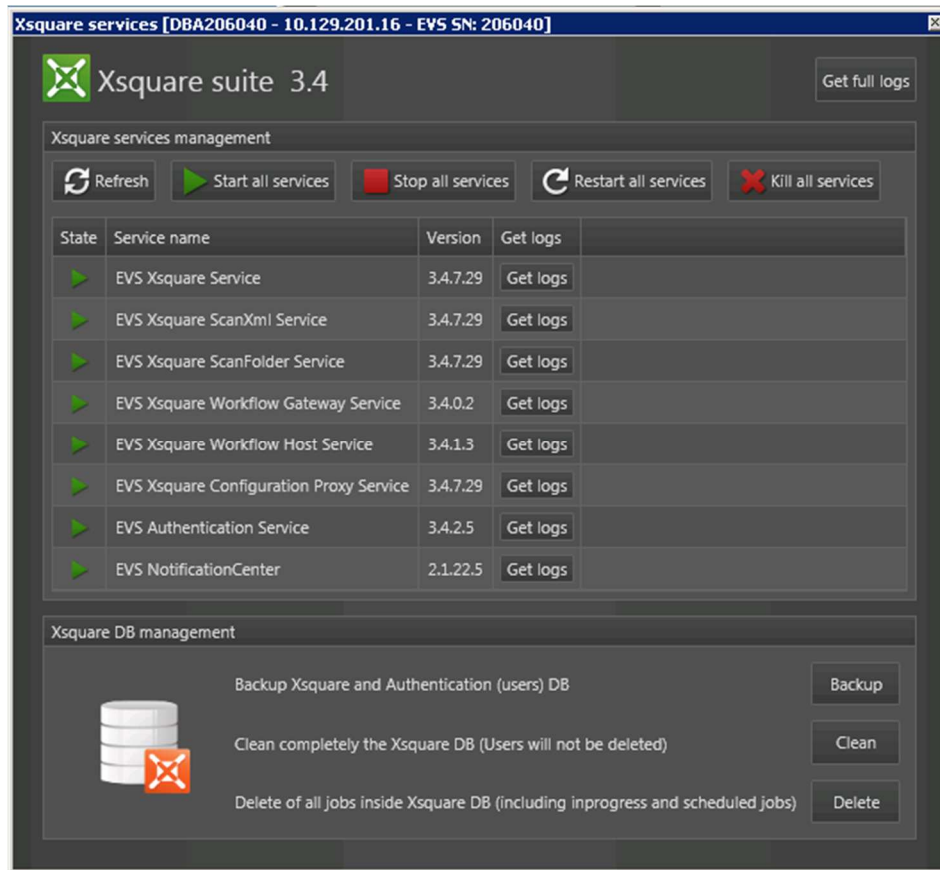 Xsquare services [DBA206040 - 10.129.201.16 - EVS SN: 206040]
Xsquare suite 3.4
Get full logs
Xsquare services management
Refresh Start all services Stop all services Restart all services Kill all services
State Service name Version Get logs
EVS Xsquare Service 3.4.7.29 Get logs
EVS Xsquare ScanXml Service 3.4.7.29 Get logs
EVS Xsquare ScanFolder Service 3.4.7.29 Get logs
EVS Xsquare Workflow Gateway Service 3.4.0.2 Get logs
EVS Xsquare Workflow Host Service 3.4.1.3 Get logs
EVS Xsquare Configuration Proxy Service 3.4.7.29 Get logs
EVS Authentication Service 3.4.2.5 Get logs
EVS NotificationCenter 2.1.22.5 Get logs
Xsquare DB management
Backup Xsquare and Authentication (users) DB Backup
Clean completely the Xsquare DB (Users will not be deleted) Clean
Delete of all jobs inside Xsquare DB (including inprogress and scheduled jobs) Delete